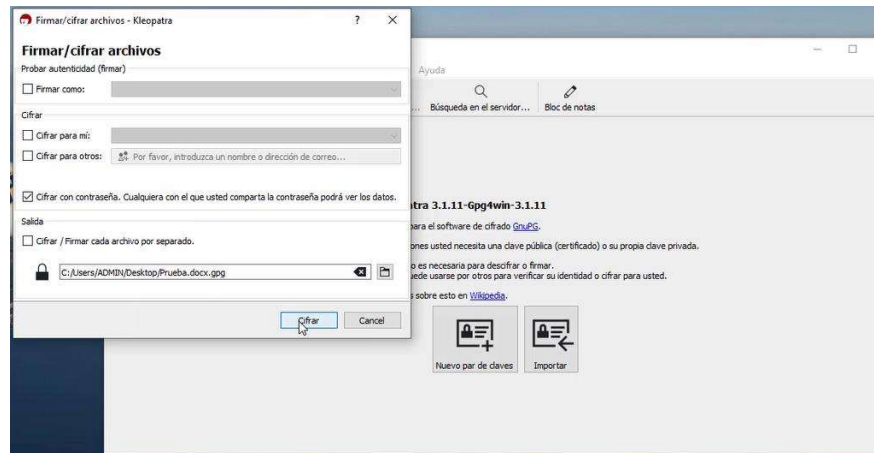 Firmar/cifrar archivos - Kleopatra
Firmar/cifrar archivos
Probar autenticidad (firmar)
Firmar como:
Cifrar
Cifrar para mí:
Cifrar para otros:
Por favor, introduzca un nombre o dirección de correo...
Cifrar con contraseña. Cualquiera con el que usted comparta la contraseña podrá ver los datos.
Salida
Cifrar / Firmar cada archivo por separado.
C:/Users/ADMIN/Desktop/Prueba.docx.gpg
Cifrar
Cancel
Ayuda
... Búsqueda en el servidor...
Bloc de notas
tra 3.1.11-Gpg4win-3.1.11
para el software de cifrado GnuPG.
ones usted necesita una clave pública (certificado) o su propia clave privada.
o es necesaria para descifrar o firmar.
uede usarse por otros para verificar su identidad o cifrar para usted.
s sobre esto en Wikipedia.
Nuevo par de claves
Importar